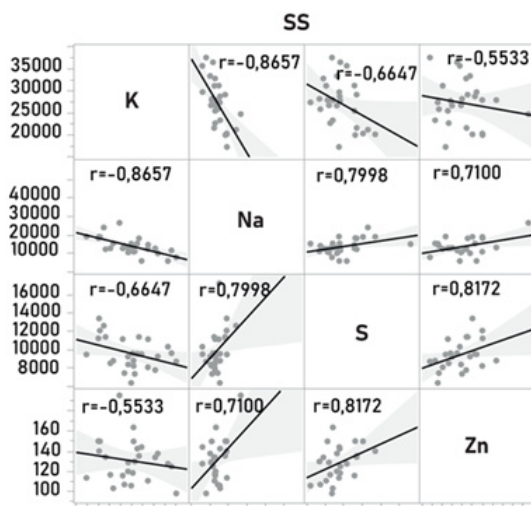 SS
35000
30000
25000
20000
K
r=-0,8657
r=-0,6647
r=-0,5533
40000
30000
20000
10000
r=-0,8657
Na
r=0,7998
r=0,7100
16000
14000
12000
10000
8000
r=-0,6647
r=0,7998
S
r=0,8172
160
140
120
100
r=-0,5533
r=0,7100
r=0,8172
Zn